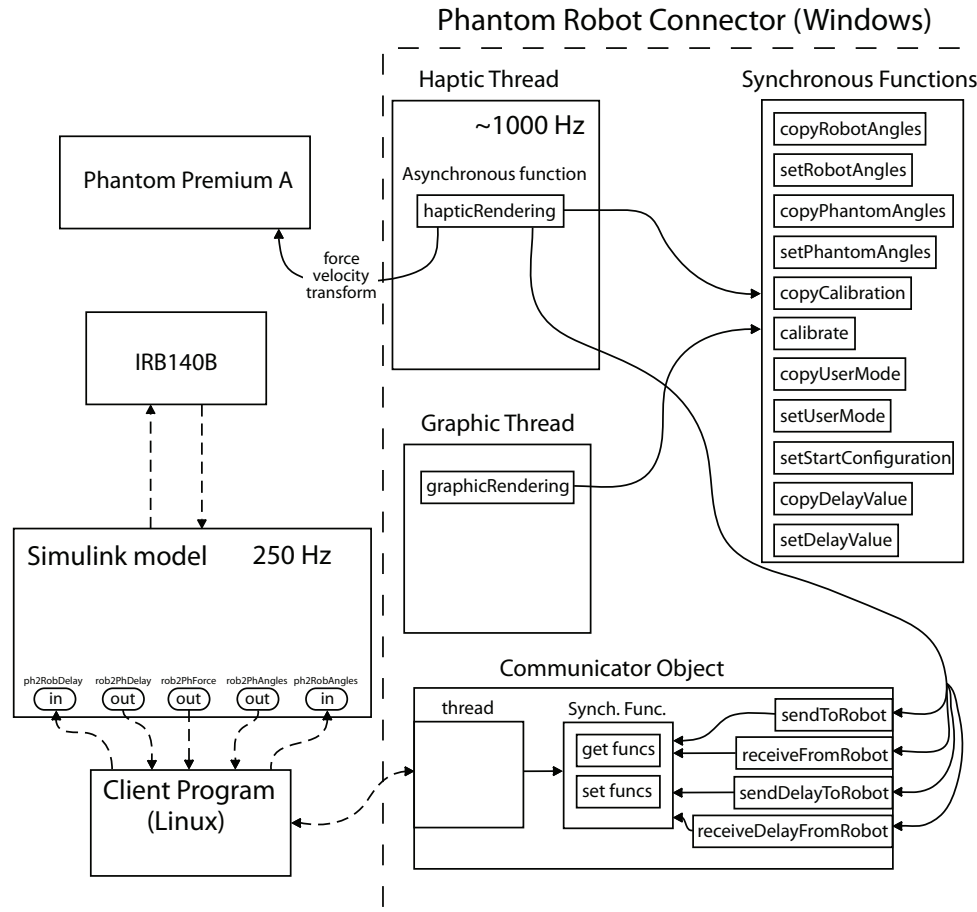 Phantom Robot Connector (Windows)
Haptic Thread
Synchronous Functions
~1000 Hz
Asynchronous function
hapticRendering
copyRobotAngles
setRobotAngles
copyPhantomAngles
setPhantomAngles
copyCalibration
calibrate
copyUserMode
setUserMode
setStartConfiguration
copyDelayValue
setDelayValue
Phantom Premium A
force
velocity
transform
IRB140B
Graphic Thread
graphicRendering
Simulink model 250 Hz
ph2RobDelay rob2PhDelay rob2PhForce rob2PhAngles ph2RobAngles
in out out out in
Client Program
(Linux)
Communicator Object
thread
Synch. Func.
get funcs
set funcs
sendToRobot
receiveFromRobot
sendDelayToRobot
receiveDelayFromRobot